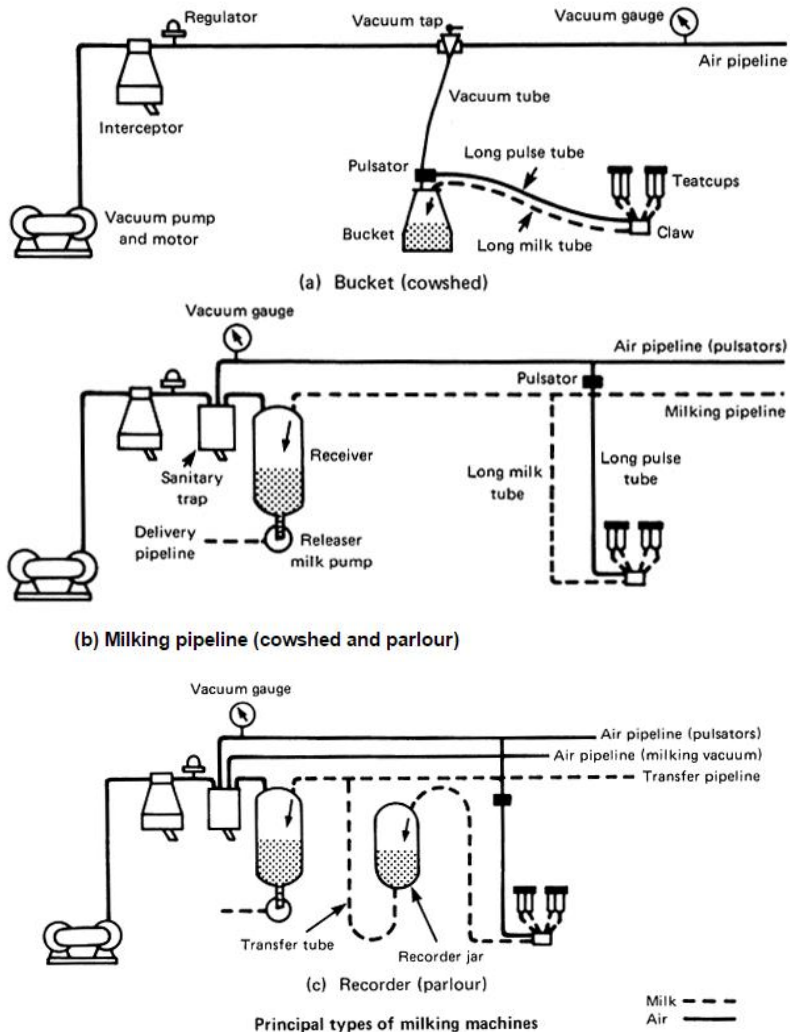 Regulator
Vacuum tap
Vacuum gauge
Air pipeline
Interceptor
Vacuum tube
Long pulse tube
Pulsator
Teatcups
Vacuum pump
and motor
Bucket
Long milk tube
Claw
(a) Bucket (cowshed)
Vacuum gauge
Air pipeline (pulsators)
Pulsator
Milking pipeline
Receiver
Sanitary
trap
Long milk
tube
Long pulse
tube
Delivery
pipeline
Releaser
milk pump
(b) Milking pipeline (cowshed and parlour)
Vacuum gauge
Air pipeline (pulsators)
Air pipeline (milking vacuum)
Transfer pipeline
Transfer tube
Recorder jar
(c) Recorder (parlour)
Milk
Air
Principal types of milking machines